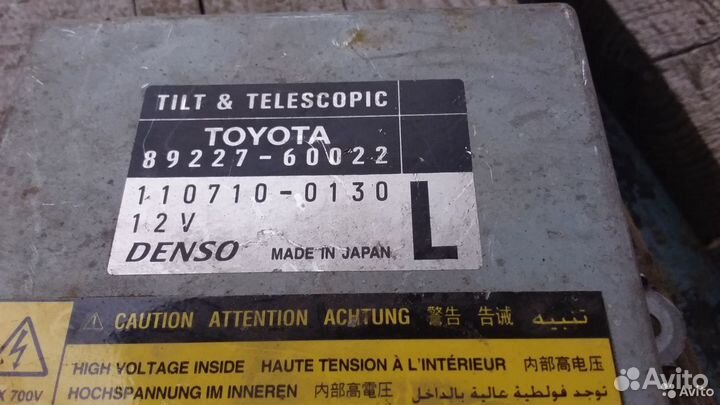 TILT & TELESCOPIC
TOYOTA
89227-60022
110710-0130
12V
DENSO MADE IN JAPAN L
⚠ CAUTION ATTENTION ACHTUNG 警告 告诫 تنبيه
HIGH VOLTAGE INSIDE HAUTE TENSION À L'INTÉRIEUR 内部高电压
HOCHSPANNUNG IM INNEREN 内部高電圧 توجد فولطية عالية بالداخل
X 700V
Avito
Avito